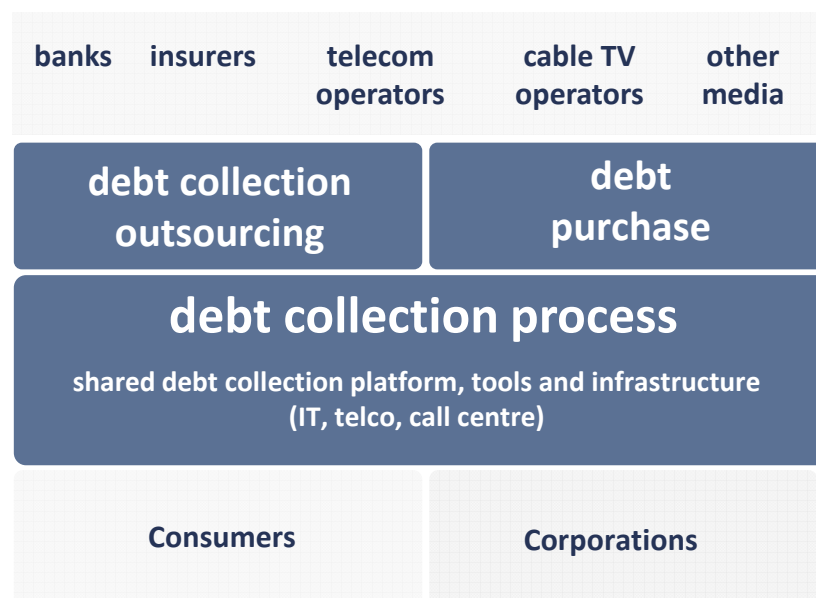 banks insurers telecom operators cable TV operators other media
debt collection
outsourcing
debt
purchase
debt collection process
shared debt collection platform, tools and infrastructure
(IT, telco, call centre)
Consumers
Corporations